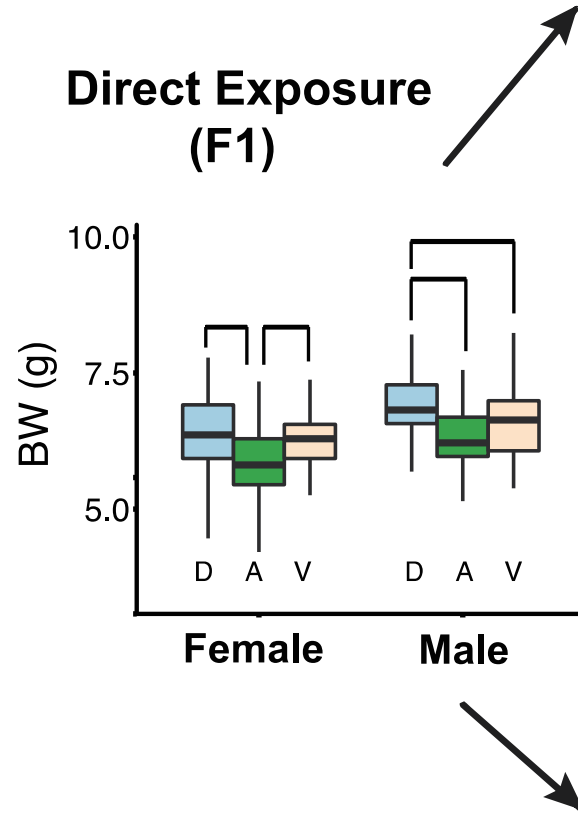 Direct Exposure
(F1)
BW (g)
10.0
7.5
5.0
D A V D A V
Female Male